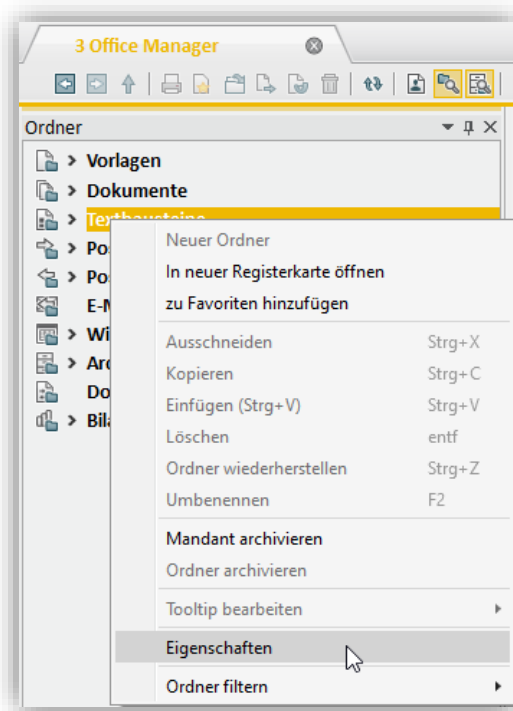 3 Office Manager
Ordner
Vorlagen
Dokumente
Textbausteine
Neuer Ordner
In neuer Registerkarte öffnen
zu Favoriten hinzufügen
Ausschneiden Strg+X
Kopieren Strg+C
Einfügen (Strg+V) Strg+V
Löschen entf
Ordner wiederherstellen Strg+Z
Umbenennen F2
Mandant archivieren
Ordner archivieren
Tooltip bearbeiten
Eigenschaften
Ordner filtern